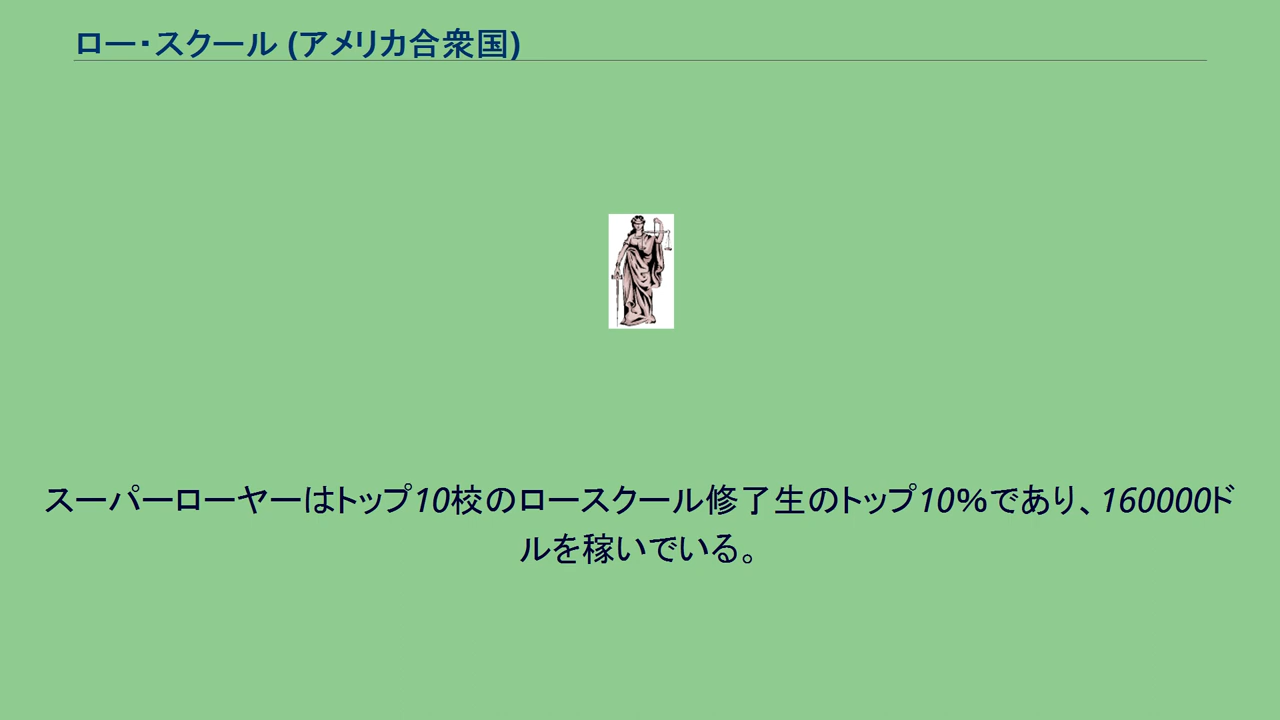 ロー・スクール (アメリカ合衆国)
スーパーローヤーはトップ10校のロースクール修了生のトップ10%であり、160000ド
ルを稼いでいる。